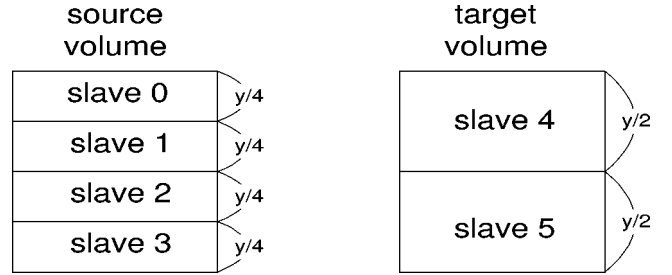 source
volume
slave 0
y/4
slave 1
y/4
slave 2
y/4
slave 3
y/4
target
volume
slave 4
y/2
slave 5
y/2